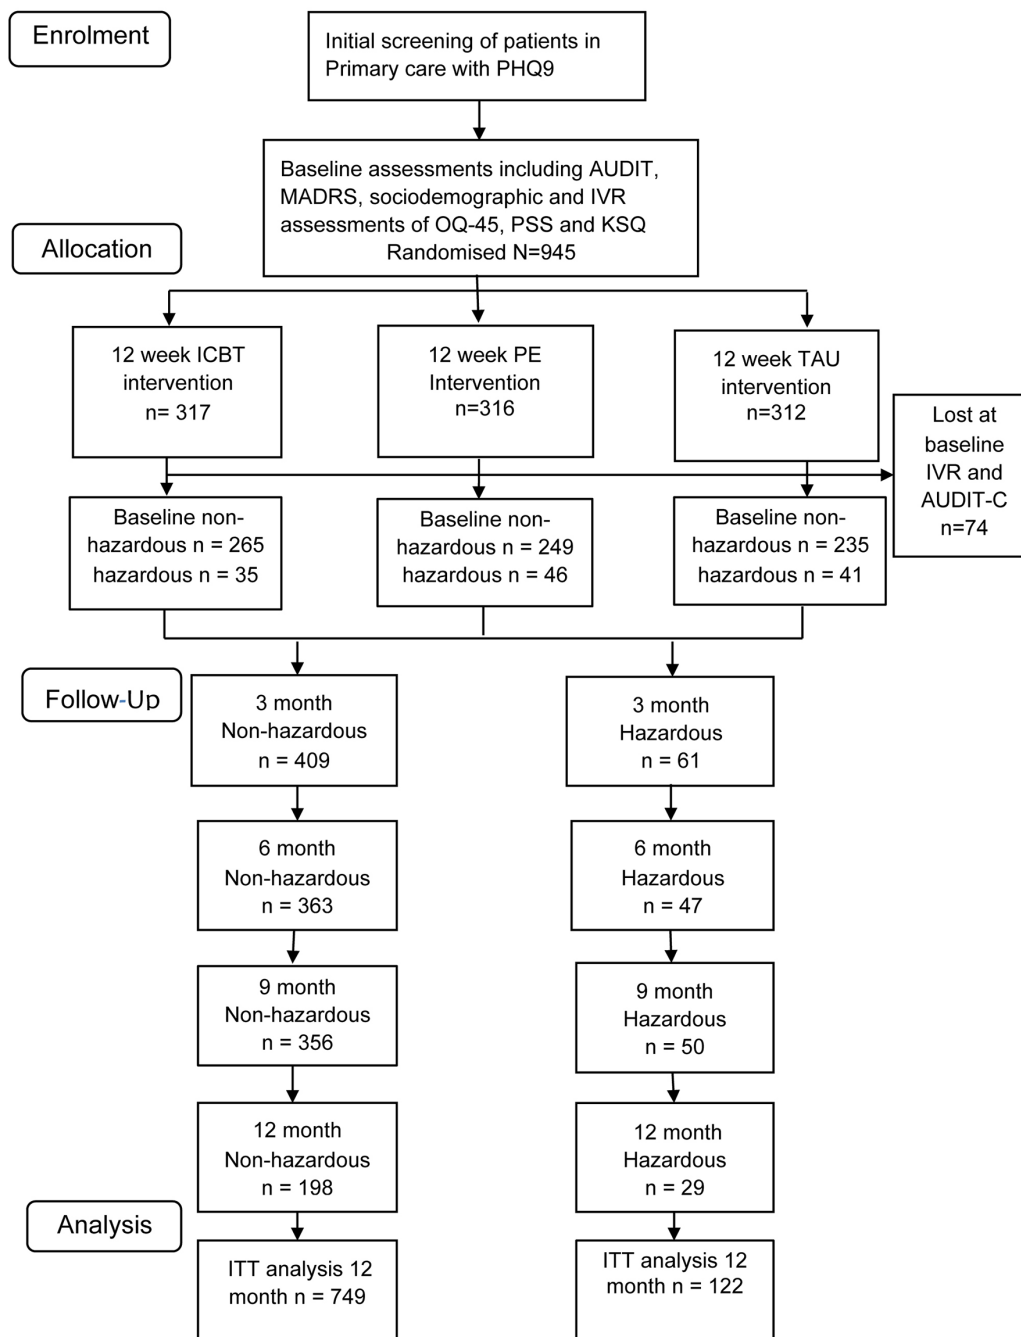 Enrolment
Initial screening of patients in
Primary care with PHQ9
Baseline assessments including AUDIT,
MADRS, sociodemographic and IVR
assessments of OQ-45, PSS and KSQ
Randomised N=945
Allocation
12 week ICBT
intervention
n= 317
12 week PE
Intervention
n=316
12 week TAU
intervention
n=312
Lost at
baseline
IVR and
AUDIT-C
n=74
Baseline non-
hazardous n = 265
hazardous n = 35
Baseline non-
hazardous n = 249
hazardous n = 46
Baseline non-
hazardous n = 235
hazardous n = 41
Follow-Up
3 month
Non-hazardous
n = 409
3 month
Hazardous
n = 61
6 month
Non-hazardous
n = 363
6 month
Hazardous
n = 47
9 month
Non-hazardous
n = 356
9 month
Hazardous
n = 50
12 month
Non-hazardous
n = 198
12 month
Hazardous
n = 29
Analysis
ITT analysis 12
month n = 749
ITT analysis 12
month n = 122